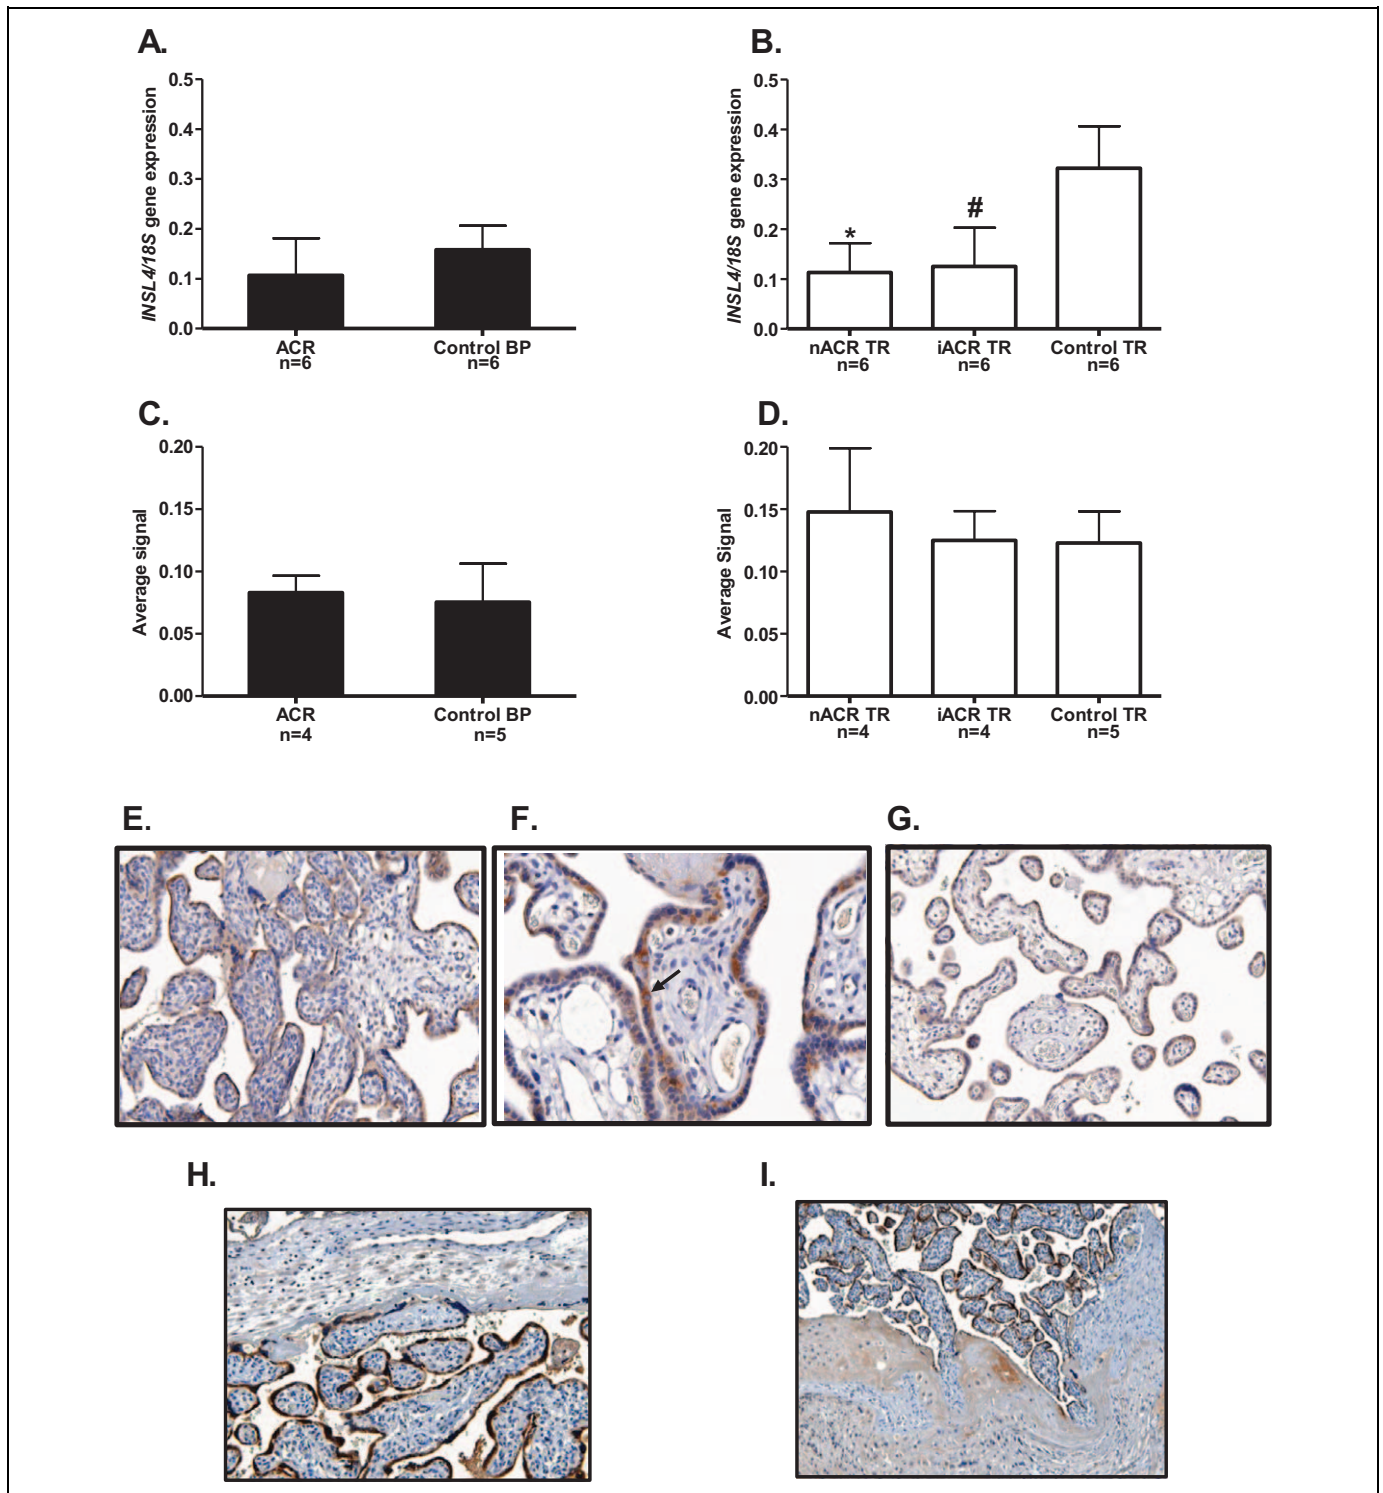 A.
INSL4/18S gene expression
0.5
0.4
0.3
0.2
0.1
0.0
ACR
n=6
Control BP
n=6
B.
INSL4/18S gene expression
0.5
0.4
0.3
0.2
0.1
0.0
*
#
nACR TR
n=6
iACR TR
n=6
Control TR
n=6
C.
Average signal
0.20
0.15
0.10
0.05
0.00
ACR
n=4
Control BP
n=5
D.
Average Signal
0.20
0.15
0.10
0.05
0.00
nACR TR
n=4
iACR TR
n=4
Control TR
n=5
E.
F.
G.
H.
I.